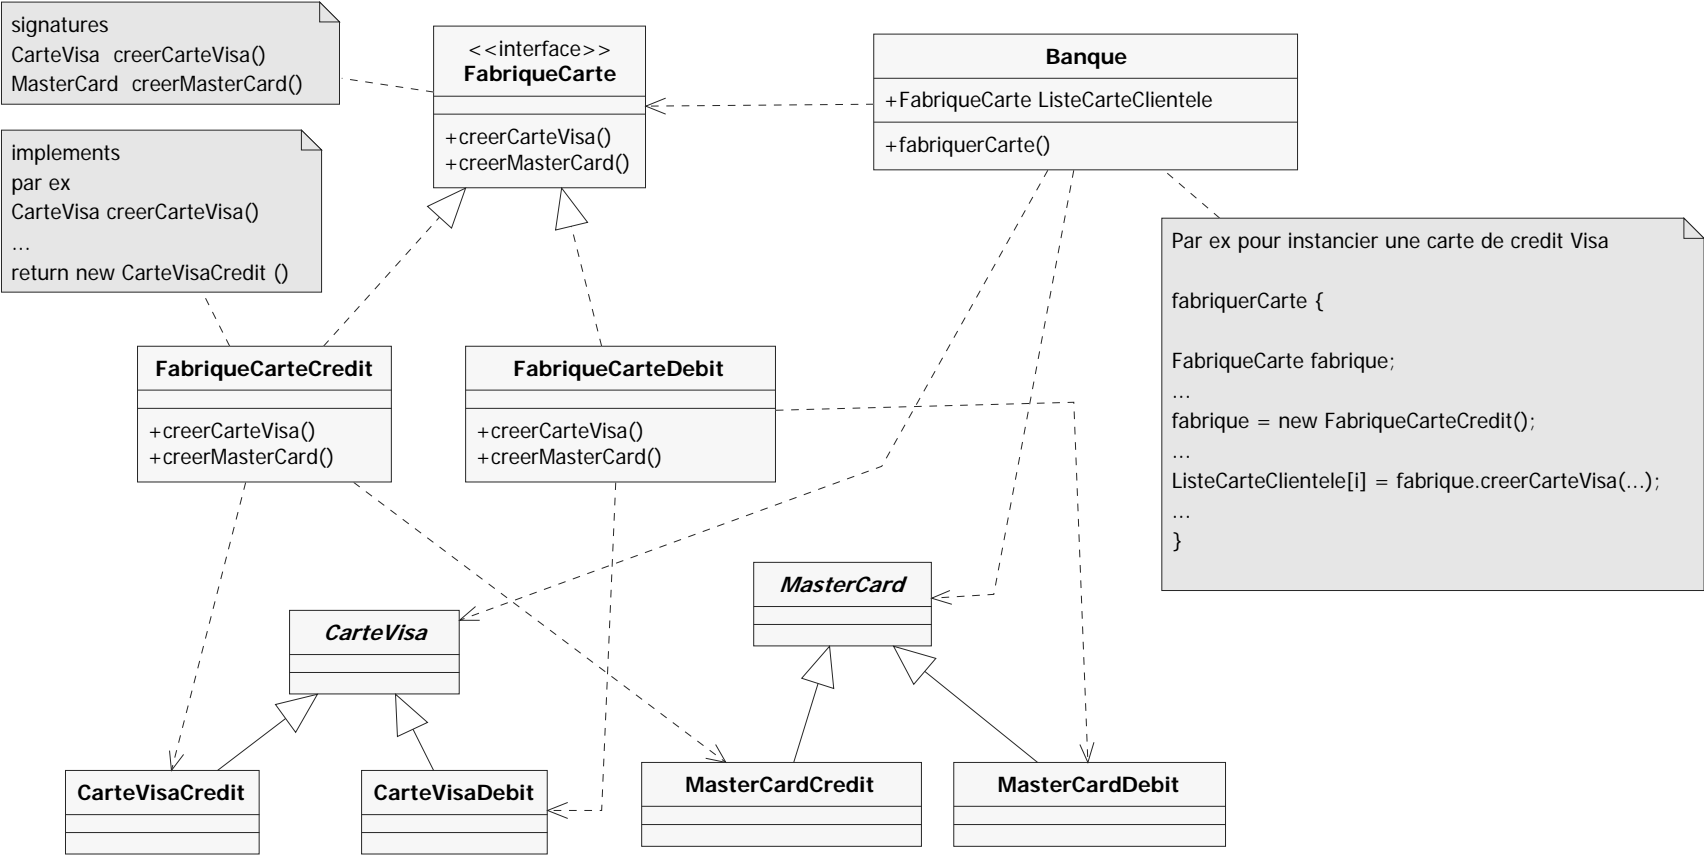 signatures
CarteVisa  creerCarteVisa()
MasterCard  creerMasterCard()
<<interface>>
FabriqueCarte
+creerCarteVisa()
+creerMasterCard()
Banque
+FabriqueCarte ListeCarteClientele
+fabriquerCarte()
implements
par ex
CarteVisa creerCarteVisa()
...
return new CarteVisaCredit ()
Par ex pour instancier une carte de credit Visa
fabriquerCarte {
FabriqueCarte fabrique;
...
fabrique = new FabriqueCarteCredit();
...
ListeCarteClientele[i] = fabrique.creerCarteVisa(...);
...
}
FabriqueCarteCredit
+creerCarteVisa()
+creerMasterCard()
FabriqueCarteDebit
+creerCarteVisa()
+creerMasterCard()
MasterCard
CarteVisa
CarteVisaCredit
CarteVisaDebit
MasterCardCredit
MasterCardDebit